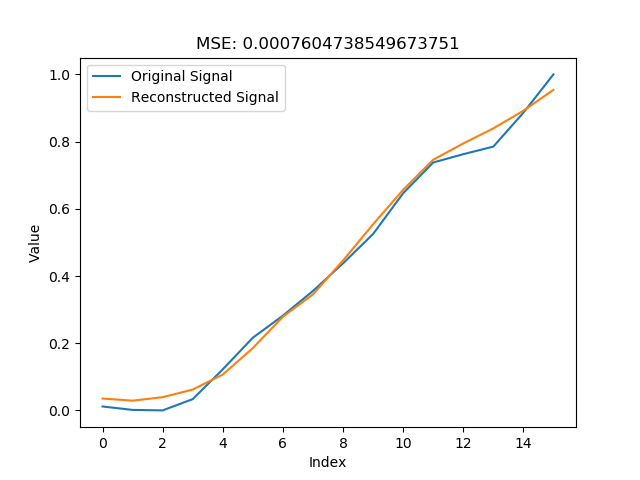 MSE: 0.0007604738549673751
Original Signal
Reconstructed Signal
1.0
0.8
0.6
0.4
0.2
0.0
Value
0 2 4 6 8 10 12 14
Index